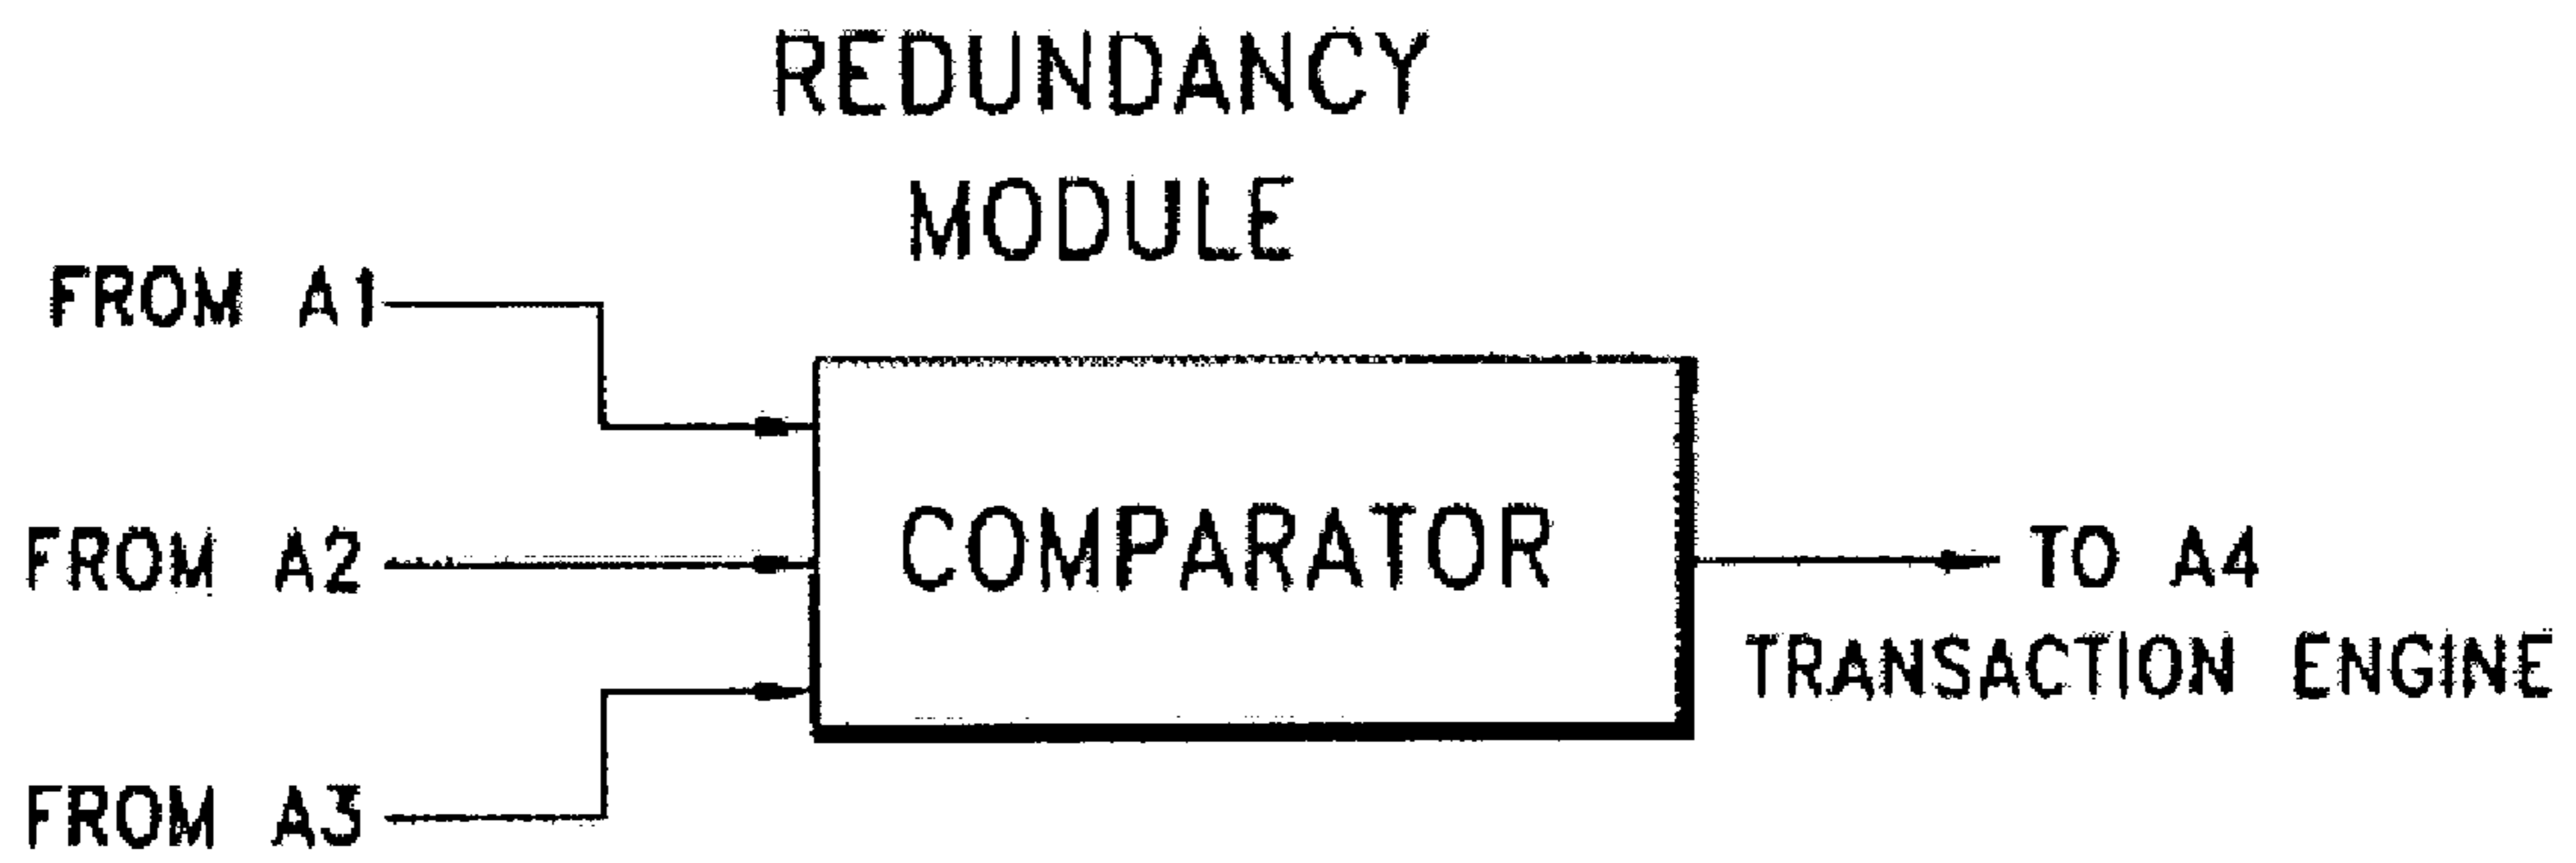 REDUNDANCY
MODULE
FROM A1
FROM A2
COMPARATOR
TO A4
TRANSACTION ENGINE
FROM A3